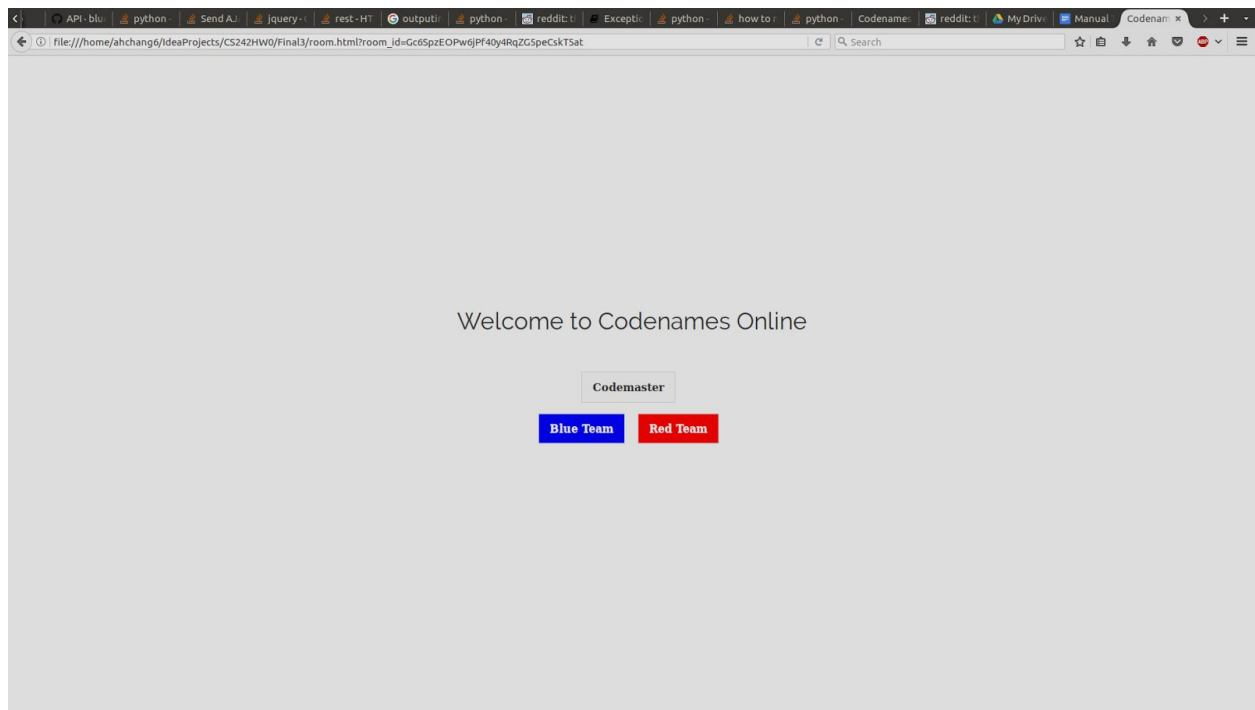 API - blu python - Send AJ jquery - rest - HT outputin python - reddit: t Exceptio python - how to r python - Codenames reddit: t My Drive Manual Codenam
file:///home/ahchang6/IdeaProjects/CS242HW0/Final3/room.html?room_id=Gc6SpzEOPw6jPf40y4RqZGSpeCskTSat Search
Welcome to Codenames Online
Codemaster
Blue Team Red Team